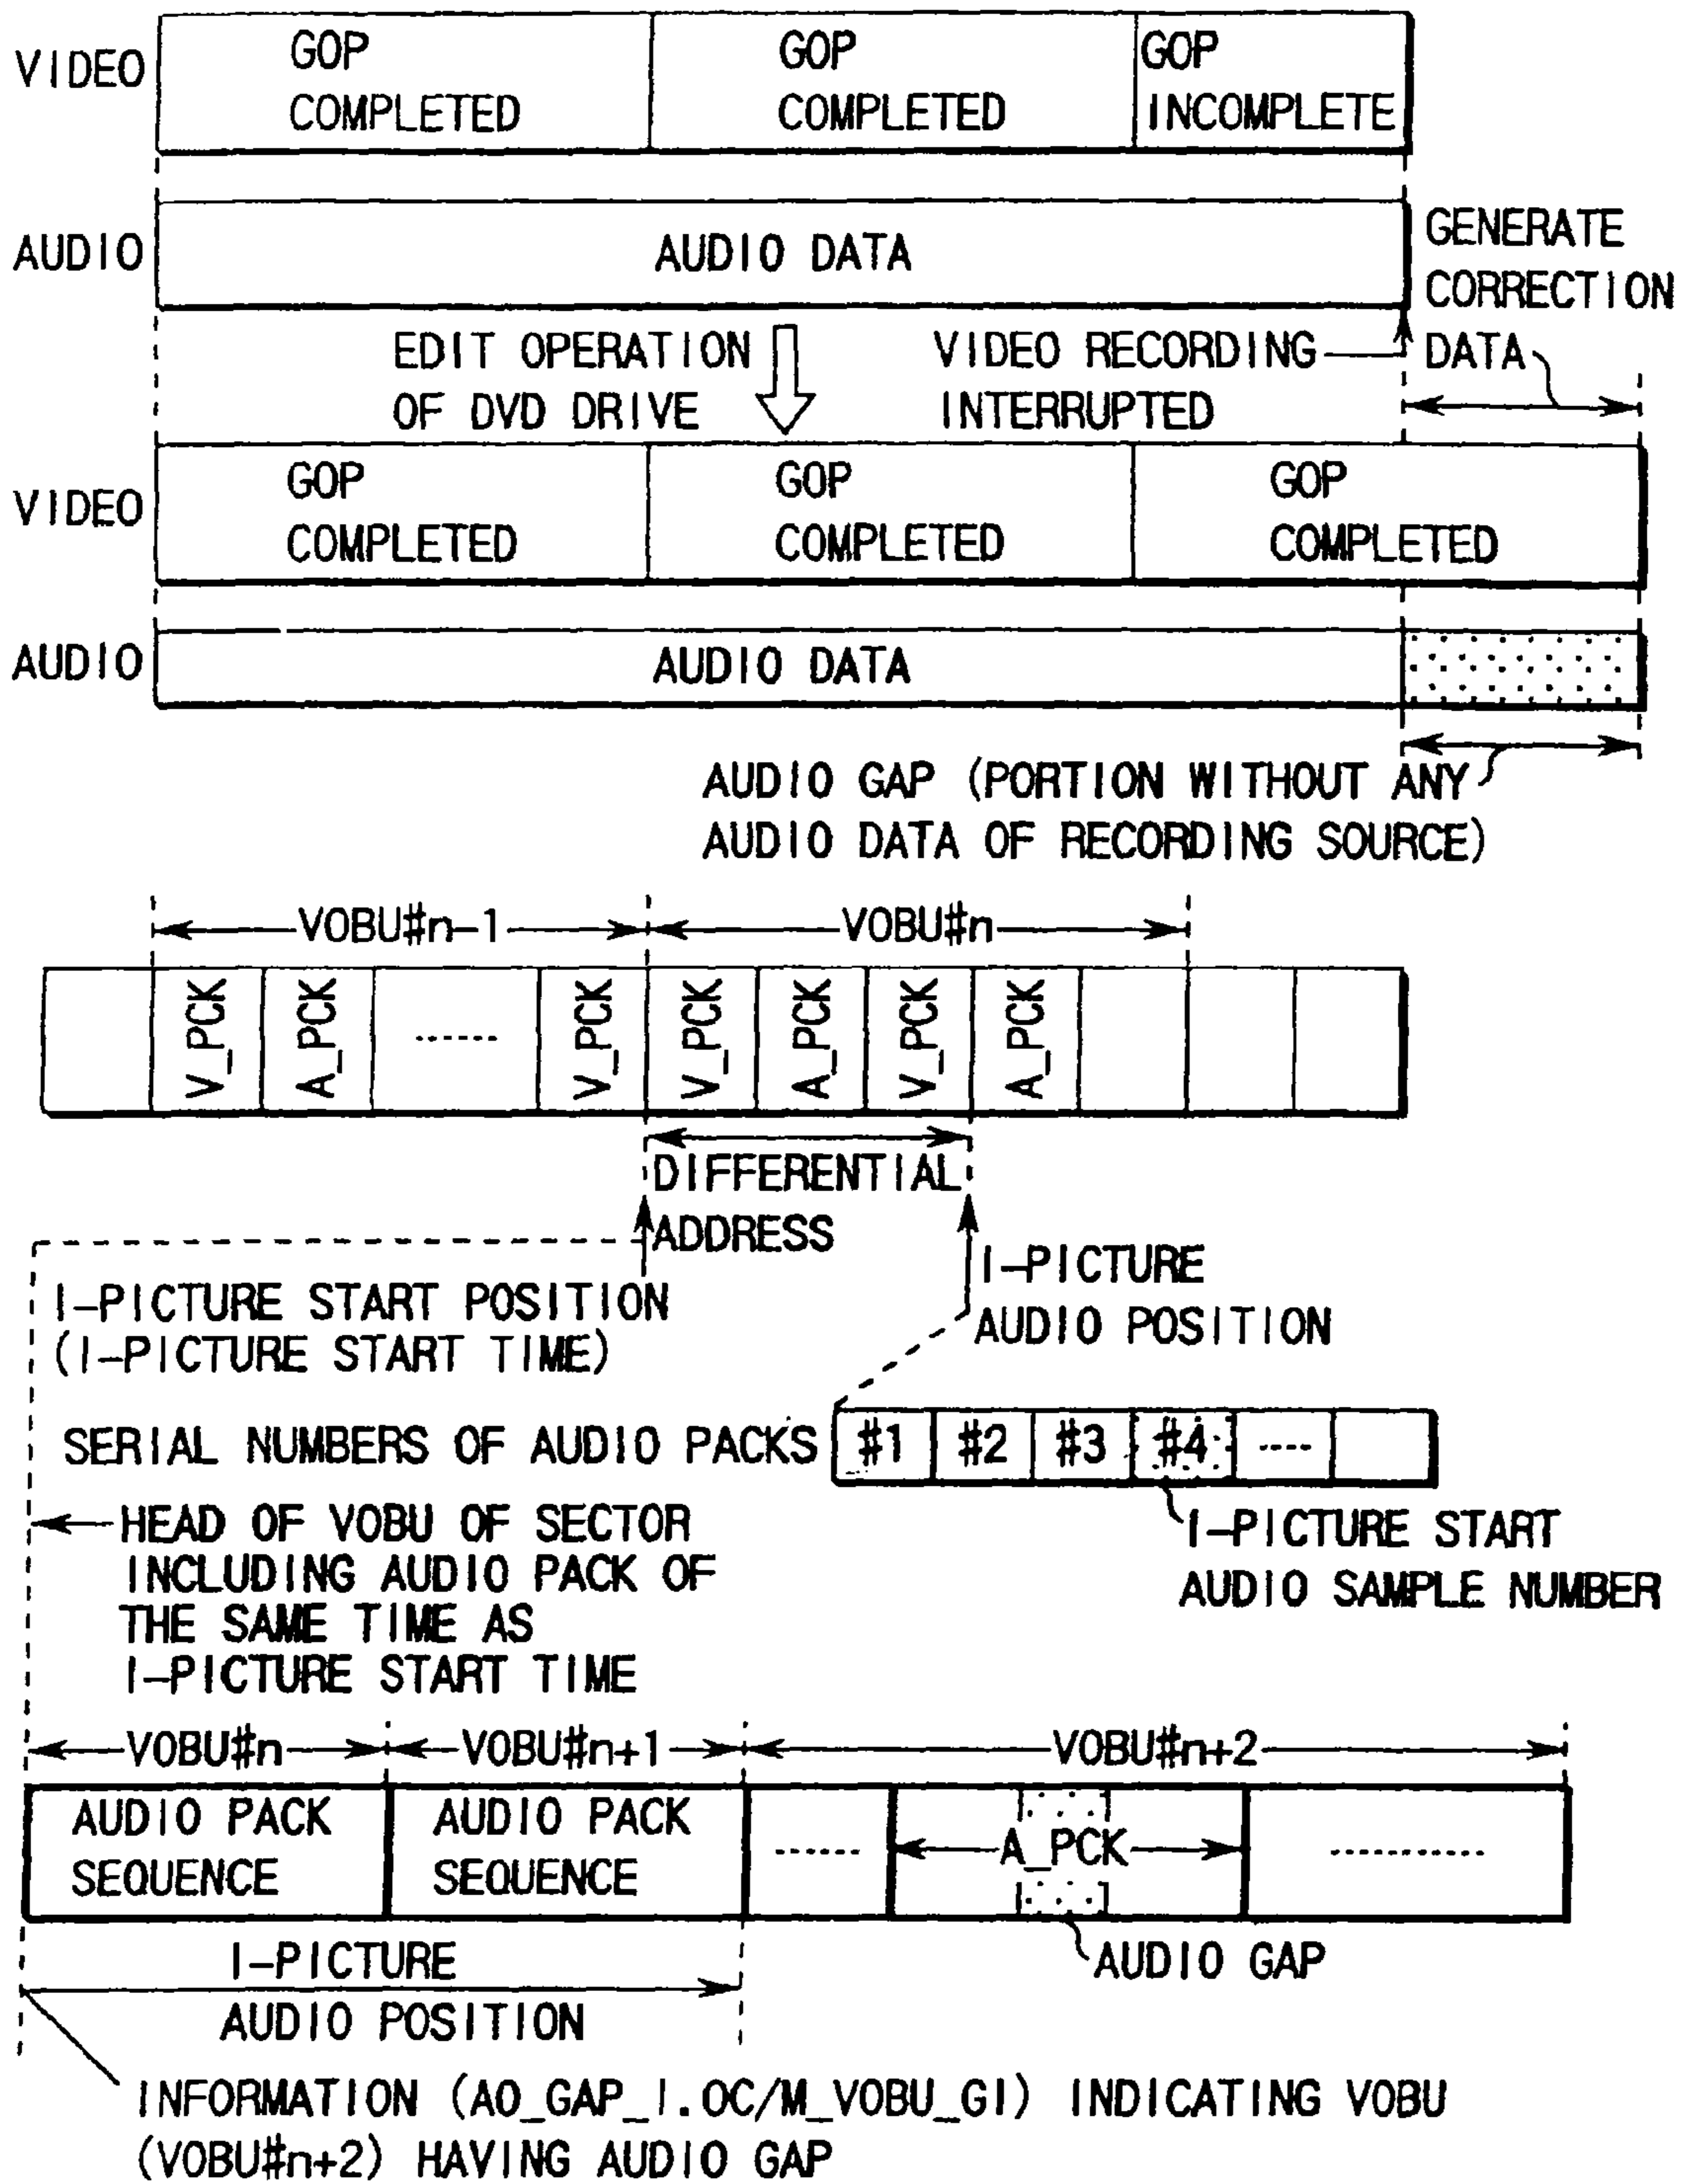 VIDEO
GOP
COMPLETED
GOP
COMPLETED
GOP
INCOMPLETE
AUDIO
AUDIO DATA
GENERATE
CORRECTION
DATA
EDIT OPERATION
OF DVD DRIVE
VIDEO RECORDING
INTERRUPTED
VIDEO
GOP
COMPLETED
GOP
COMPLETED
GOP
COMPLETED
AUDIO
AUDIO DATA
AUDIO GAP (PORTION WITHOUT ANY
AUDIO DATA OF RECORDING SOURCE)
VOBU#n-1
VOBU#n
V_PCK
A_PCK
--------
V_PCK
V_PCK
A_PCK
V_PCK
A_PCK
DIFFERENTIAL
ADDRESS
I-PICTURE START POSITION
(I-PICTURE START TIME)
I-PICTURE
AUDIO POSITION
SERIAL NUMBERS OF AUDIO PACKS
#1
#2
#3
#4
----
I-PICTURE START
AUDIO SAMPLE NUMBER
HEAD OF VOBU OF SECTOR
INCLUDING AUDIO PACK OF
THE SAME TIME AS
I-PICTURE START TIME
VOBU#n
VOBU#n+1
VOBU#n+2
AUDIO PACK
SEQUENCE
AUDIO PACK
SEQUENCE
--------
A_PCK
--------------
AUDIO GAP
I-PICTURE
AUDIO POSITION
INFORMATION (A0_GAP_I.OC/M_VOBU_GI) INDICATING VOBU
(VOBU#n+2) HAVING AUDIO GAP